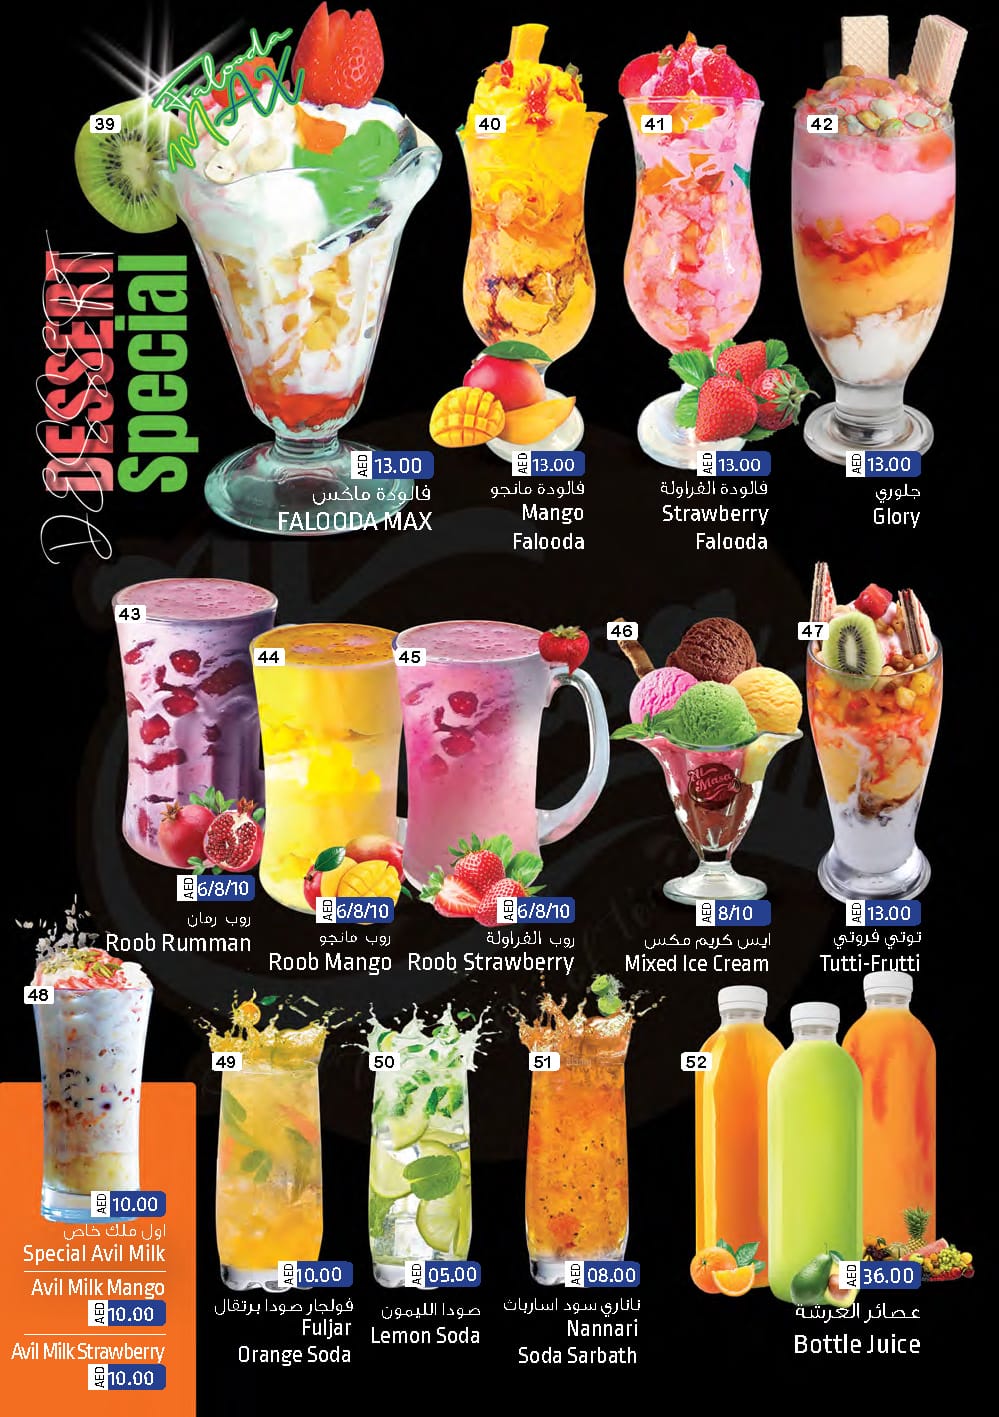 Falooda
MAX
DESSERT
Dessert
Special
39
AED 13.00
فالودة ماكس
FALOODA MAX
40
AED 13.00
فالودة مانجو
Mango
Falooda
41
AED 13.00
فالودة الفراولة
Strawberry
Falooda
42
AED 13.00
جلوري
Glory
43
AED 6/8/10
روب رمان
Roob Rumman
44
AED 6/8/10
روب مانجو
Roob Mango
45
AED 6/8/10
روب الفراولة
Roob Strawberry
46
Al
Masa
AED 8/10
ايس كريم مكس
Mixed Ice Cream
47
AED 13.00
توتي فروتي
Tutti-Frutti
48
AED 10.00
اول ملك خاص
Special Avil Milk
Avil Milk Mango
AED 10.00
Avil Milk Strawberry
AED 10.00
49
AED 10.00
فولجار صودا برتقال
Fuljar
Orange Soda
50
AED 05.00
صودا الليمون
Lemon Soda
51
AED 08.00
ناناري سود اسارباث
Nannari
Soda Sarbath
52
AED 36.00
عصائر الغرشة
Bottle Juice